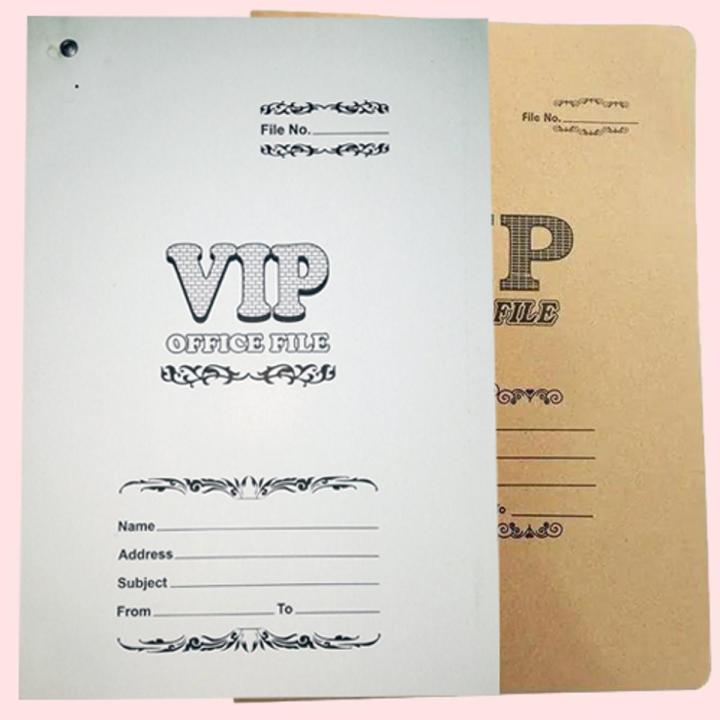 File No.
VIP
OFFICE FILE
Name
Address
Subject
From To
File No.
P
FILE